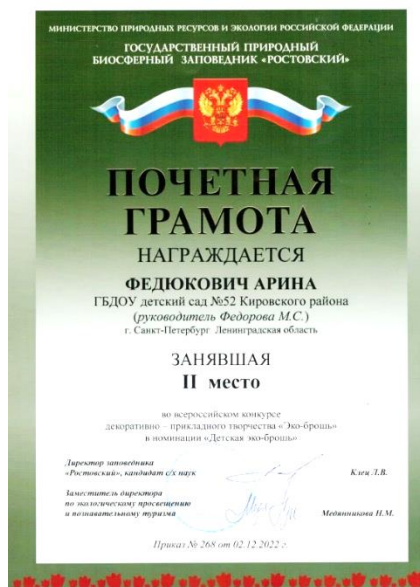 МИНИСТЕРСТВО ПРИРОДНЫХ РЕСУРСОВ И ЭКОЛОГИИ РОССИЙСКОЙ ФЕДЕРАЦИИ
ГОСУДАРСТВЕННЫЙ ПРИРОДНЫЙ
БИОСФЕРНЫЙ ЗАПОВЕДНИК «РОСТОВСКИЙ»
ПОЧЕТНАЯ
ГРАМОТА
НАГРАЖДАЕТСЯ
ФЕДЮКОВИЧ АРИНА
ГБДОУ детский сад №52 Кировского района
(руководитель Федорова М.С.)
г. Санкт-Петербург Ленинградская область
ЗАНЯВШАЯ
II место
во всероссийском конкурсе
декоративно – прикладного творчества «Эко-брошь»
в номинации «Детская эко-брошь»
Директор заповедника
«Ростовский», кандидат с/х наук Клец Л.В.
Заместитель директора
по экологическому просвещению
и познавательному туризма Медянникова Н.М.
Приказ № 268 от 02.12.2022 г.